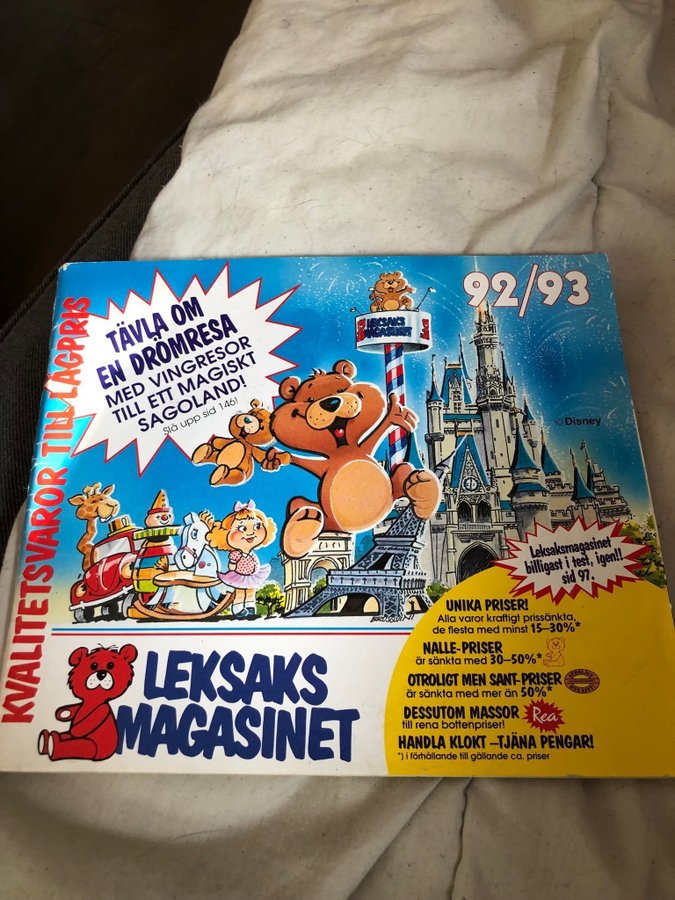 KVALITETSVAROR TILL LÅGPRIS
TÄVLA OM
EN DRÖMRESA
MED VINGRESOR
TILL ETT MAGISKT
SAGOLAND!
Slå upp sid 146!
92/93
LEKSAKS
MAGASINET
© Disney
Leksaksmagasinet
billigast i test, igen!!
sid 97.
UNIKA PRISER!
Alla varor kraftigt prissänkta,
de flesta med minst 15–30%*
NALLE-PRISER
är sänkta med 30–50%*
OTROLIGT MEN SANT-PRISER
är sänkta med mer än 50%*
OTROLIGT
MEN SANT
DESSUTOM MASSOR Rea
till rena bottenpriser!
HANDLA KLOKT –TJÄNA PENGAR!
*) i förhållande till gällande ca. priser
LEKSAKS
MAGASINET